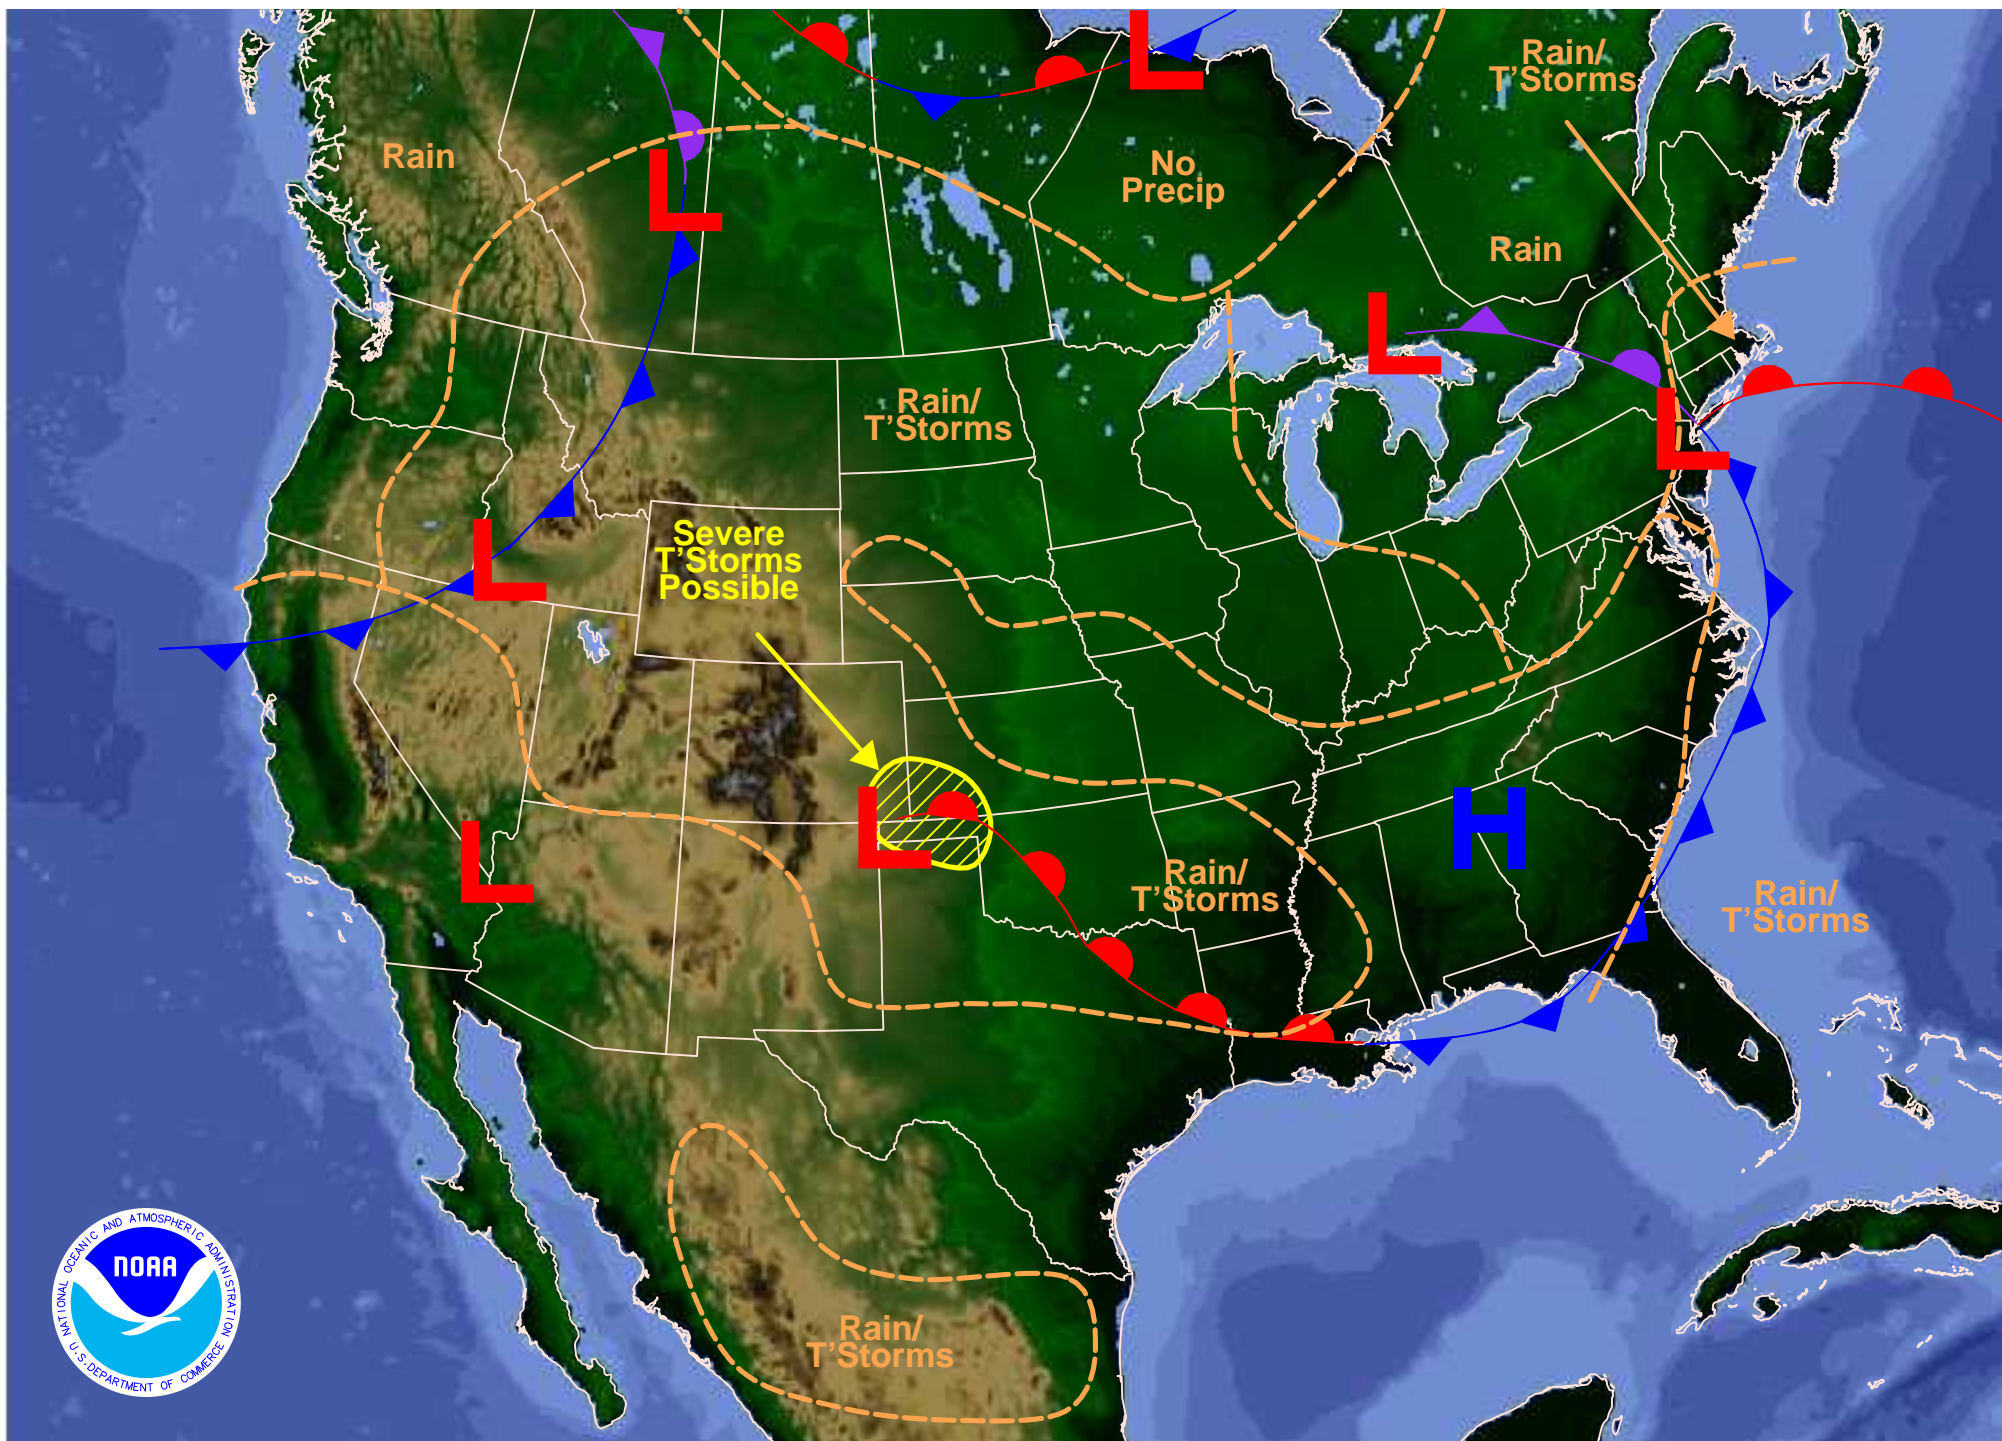 L
Rain/
T'Storms
Rain
L
No
Precip
Rain
L
Rain/
T'Storms
L
Severe
T'Storms
Possible
L
L
L
H
Rain/
T'Storms
Rain/
T'Storms
Rain/
T'Storms
NATIONAL OCEANIC AND ATMOSPHERIC ADMINISTRATION
NOAA
U.S. DEPARTMENT OF COMMERCE